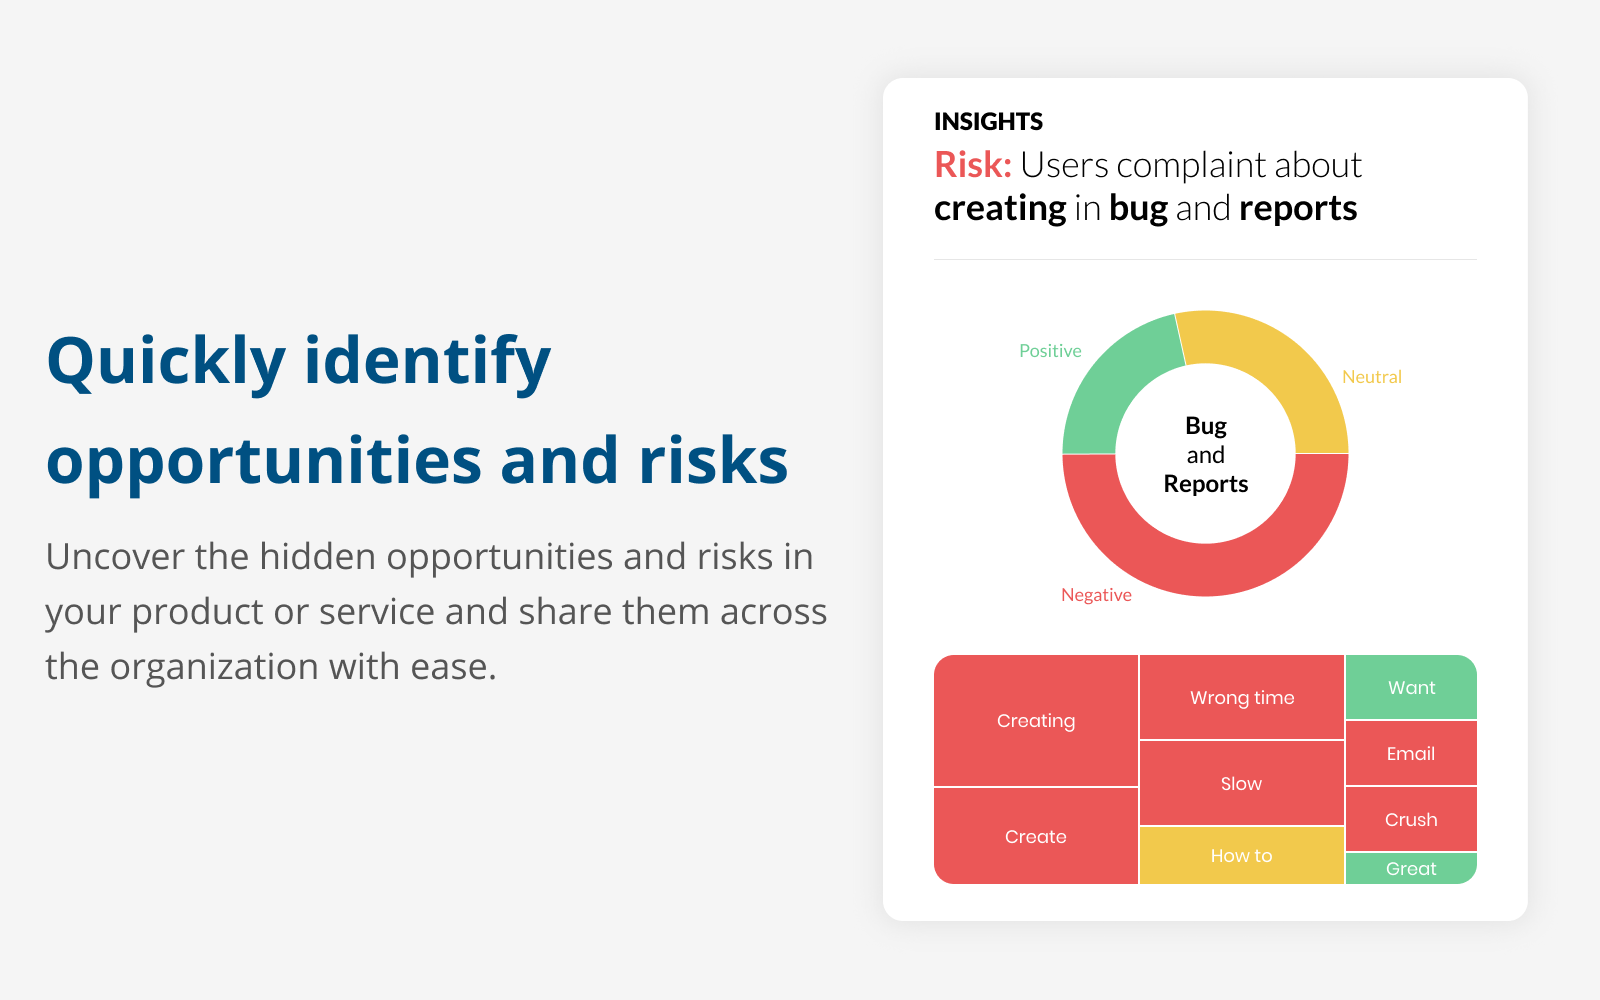 Quickly identify
opportunities and risks
Uncover the hidden opportunities and risks in
your product or service and share them across
the organization with ease.
INSIGHTS
Risk: Users complaint about
creating in bug and reports
Positive
Neutral
Bug
and
Reports
Negative
Creating
Create
Wrong time
Slow
How to
Want
Email
Crush
Great